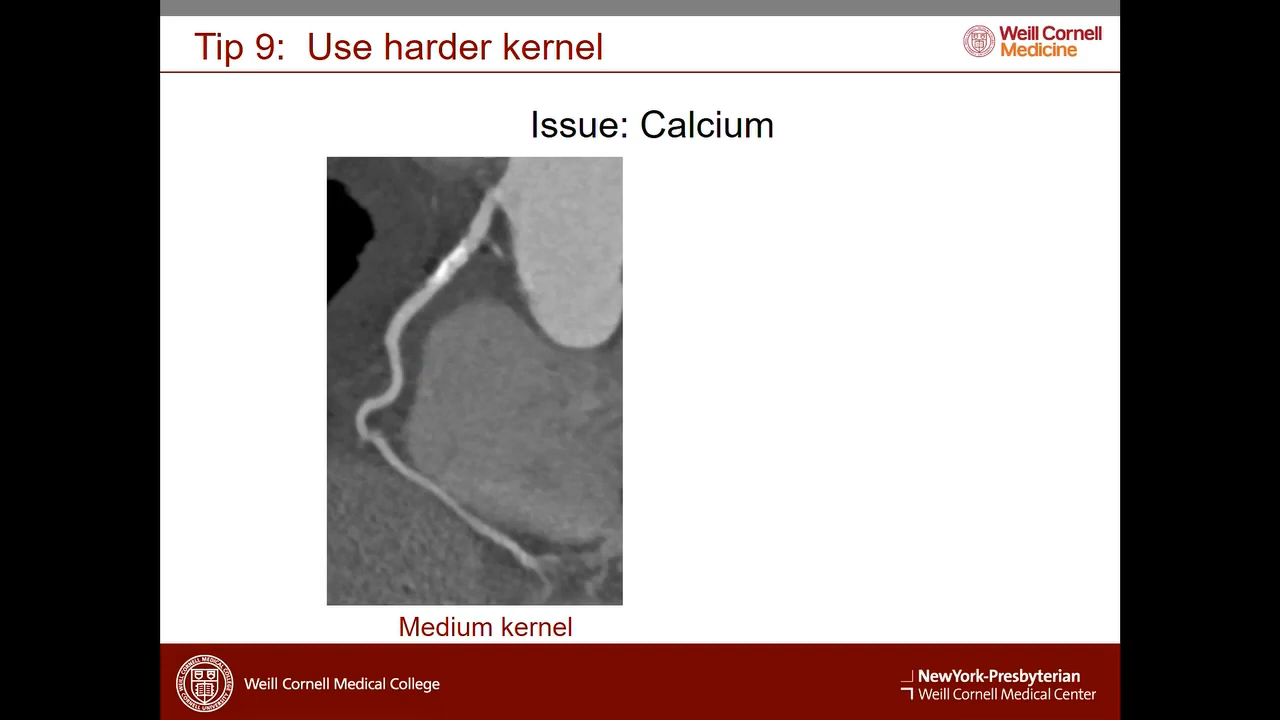 Tip 9: Use harder kernel
Weill Cornell
Medicine
Issue: Calcium
Medium kernel
Weill Cornell Medical College
NewYork-Presbyterian
Weill Cornell Medical Center